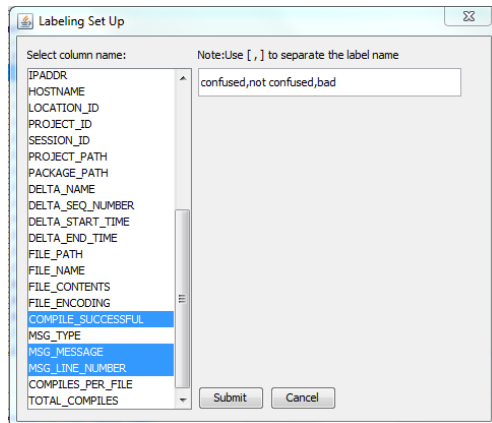 Labeling Set Up
Select column name:
Note:Use [ , ] to separate the label name
IPADDR
HOSTNAME
LOCATION_ID
PROJECT_ID
SESSION_ID
PROJECT_PATH
PACKAGE_PATH
DELTA_NAME
DELTA_SEQ_NUMBER
DELTA_START_TIME
DELTA_END_TIME
FILE_PATH
FILE_NAME
FILE_CONTENTS
FILE_ENCODING
COMPILE_SUCCESSFUL
MSG_TYPE
MSG_MESSAGE
MSG_LINE_NUMBER
COMPILES_PER_FILE
TOTAL_COMPILES
confused,not confused,bad
Submit
Cancel